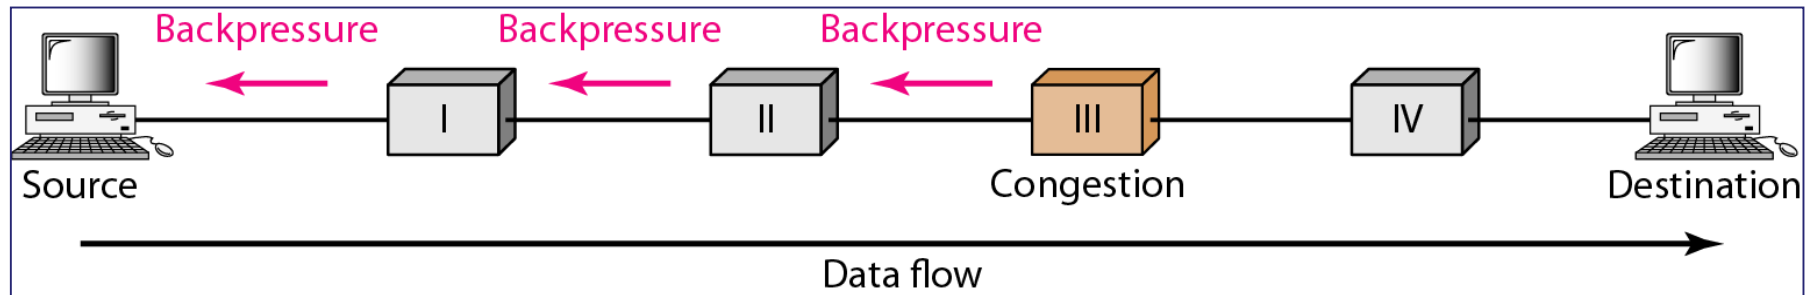 Backpressure Backpressure Backpressure
I II III IV
Source Congestion Destination
Data flow